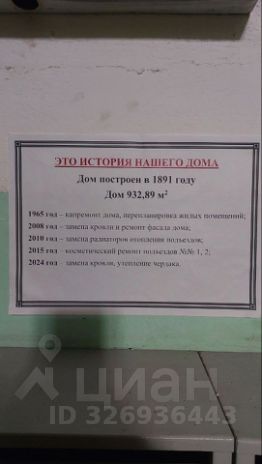 ЭТО ИСТОРИЯ НАШЕГО ДОМА
Дом построен в 1891 году
Дом 932,89 м²
1965 год – капремонт дома, перепланировка жилых помещений;
2008 год – замена кровли и ремонт фасада дома;
2010 год – замена радиаторов отопления подъездов;
2015 год – косметический ремонт подъездов №№ 1, 2;
2024 год – замена кровли, утепление чердака.
циан
ID 326936443